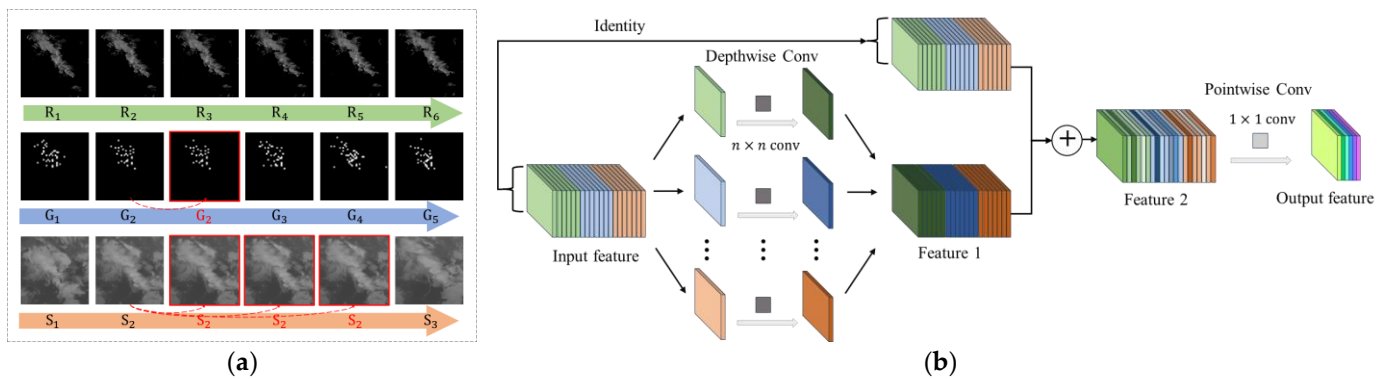 R₁ R₂ R₃ R₄ R₅ R₆
G₁ G₂ G₂ G₃ G₄ G₅
S₁ S₂ S₂ S₂ S₂ S₃
(a)
Identity
Depthwise Conv
n × n conv
Input feature
Feature 1
Feature 2
Pointwise Conv
1 × 1 conv
Output feature
(b)